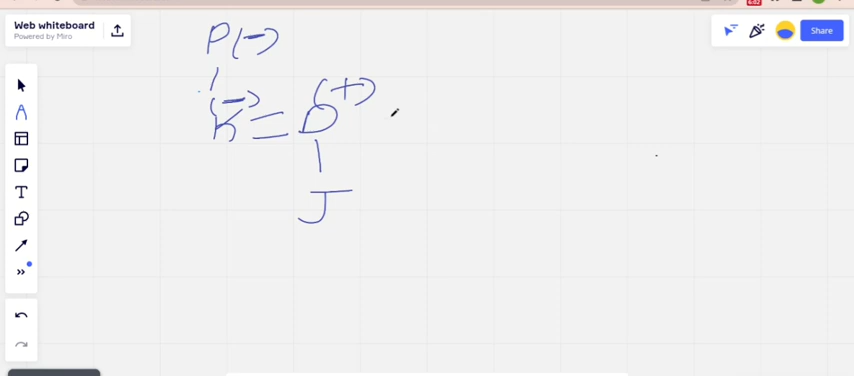 Web whiteboard
Powered by Miro
Share
P(-)
(-) (+)
K = D
J
T